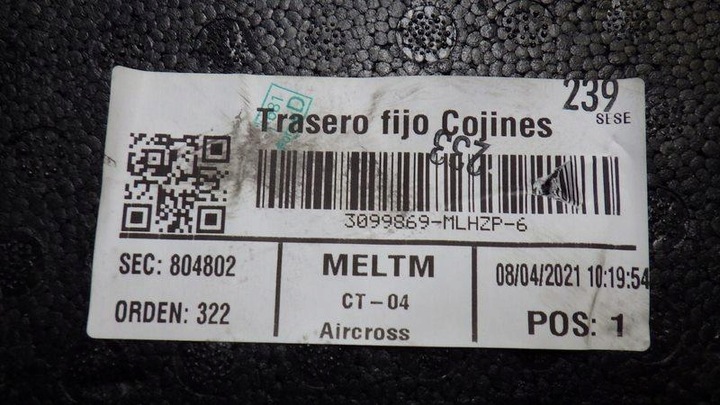 239
SESE
Trasero fijo Cojines
233
3099869-MLHZP-6
SEC: 804802
ORDEN: 322
MELTM
CT-04
Aircross
08/04/2021 10:19:54
POS: 1